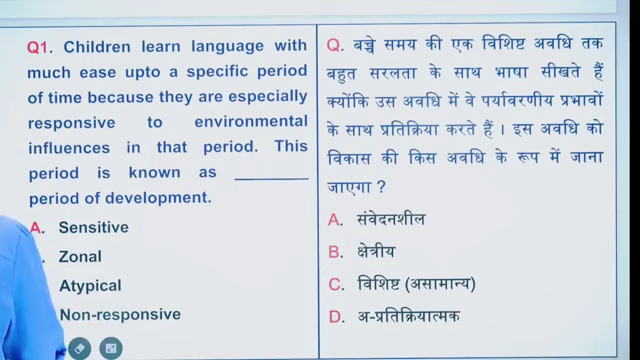 Q1. Children learn language with
much ease upto a specific period
of time because they are especially
responsive to environmental
influences in that period. This
period is known as ________
period of development.
A. Sensitive
Zonal
Atypical
Non-responsive
Q. बच्चे समय की एक विशिष्ट अवधि तक
बहुत सरलता के साथ भाषा सीखते हैं
क्योंकि उस अवधि में वे पर्यावरणीय प्रभावों
के साथ प्रतिक्रिया करते हैं । इस अवधि को
विकास की किस अवधि के रूप में जाना
जाएगा ?
A. संवेदनशील
B. क्षेत्रीय
C. विशिष्ट (असामान्य)
D. अ-प्रतिक्रियात्मक